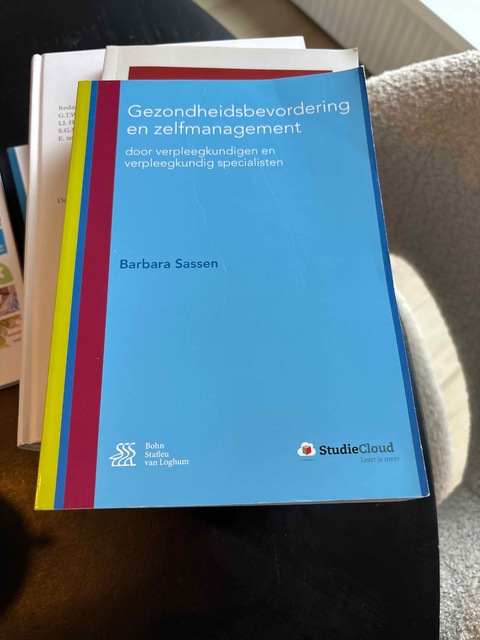 Gezondheidsbevordering
en zelfmanagement
door verpleegkundigen en
verpleegkundig specialisten
Barbara Sassen
Bohn
Stafleu
van Loghum
StudieCloud
Leert je meer